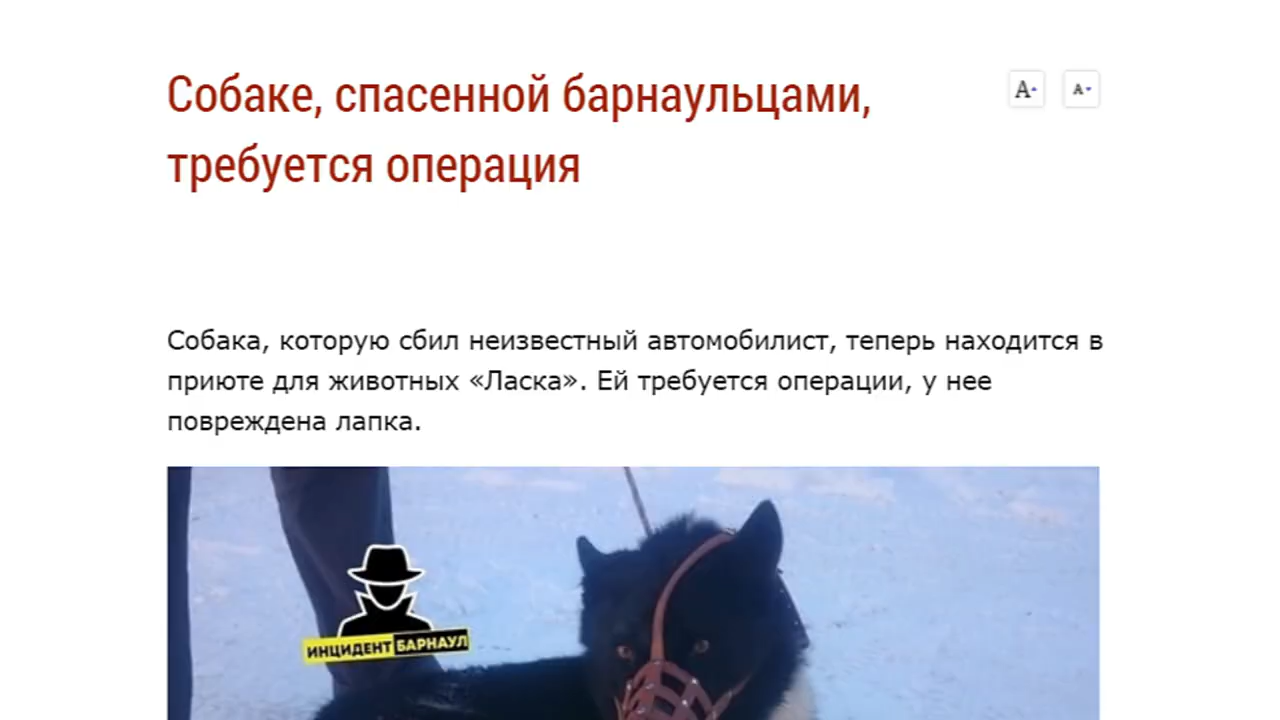 Собаке, спасенной барнаульцами,
требуется операция
A
A
Собака, которую сбил неизвестный автомобилист, теперь находится в
приюте для животных «Ласка». Ей требуется операции, у нее
повреждена лапка.
ИНЦИДЕНТ БАРНАУЛ